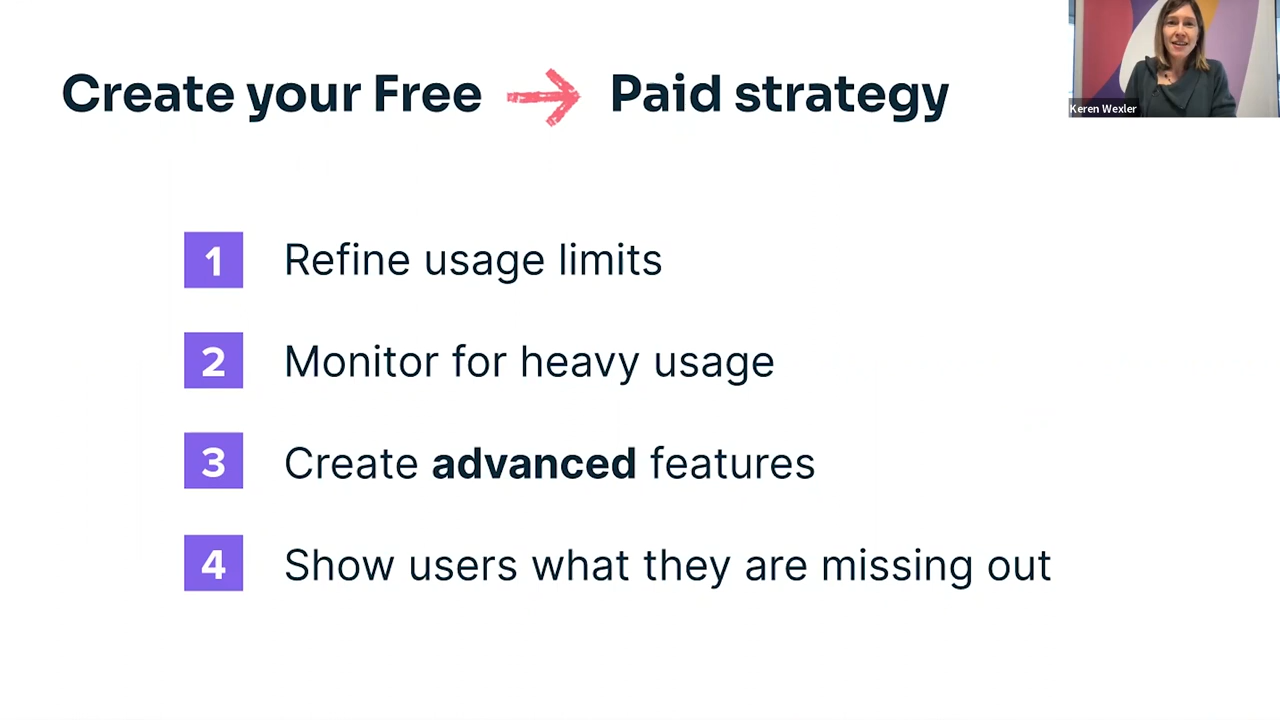 Create your Free → Paid strategy
Keren Wexler
1 Refine usage limits
2 Monitor for heavy usage
3 Create advanced features
4 Show users what they are missing out